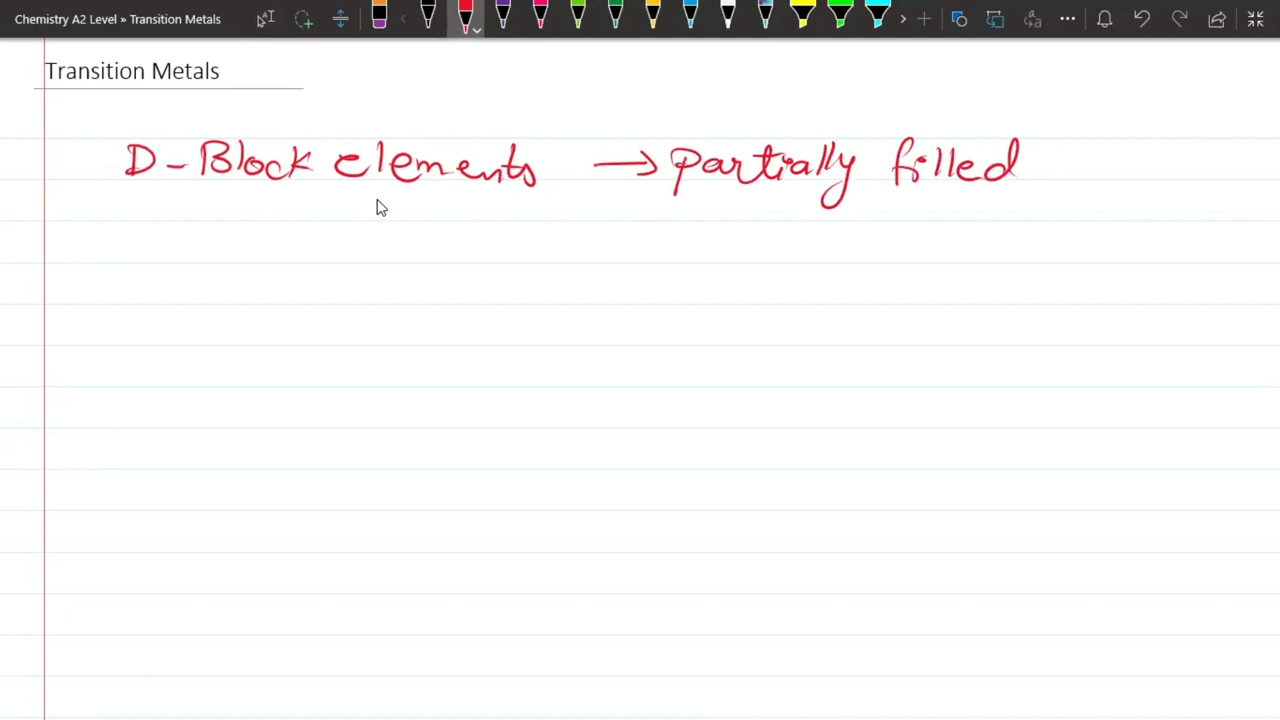 Chemistry A2 Level » Transition Metals
Transition Metals
D-Block elements → partially filled